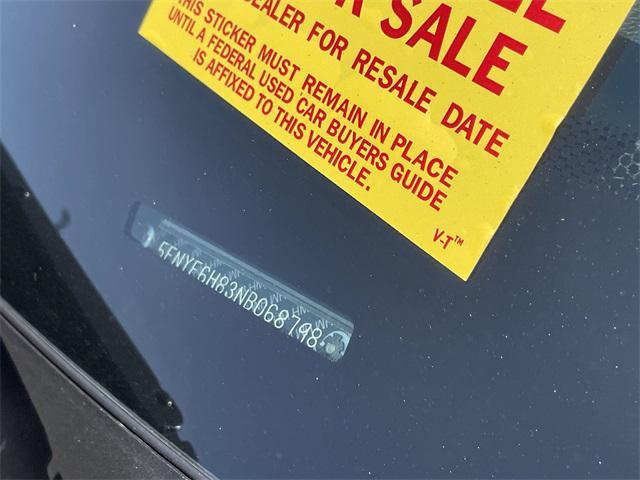 SALE
DEALER FOR RESALE DATE
THIS STICKER MUST REMAIN IN PLACE
UNTIL A FEDERAL USED CAR BUYERS GUIDE
IS AFFIXED TO THIS VEHICLE.
V-T™
5FNYF6H83NB068798